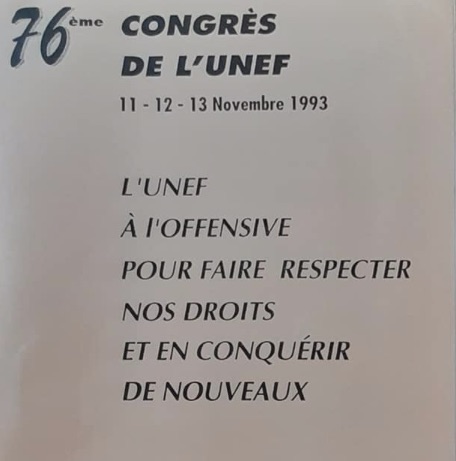 76ème CONGRÈS
DE L'UNEF
11 - 12 - 13 Novembre 1993
L'UNEF
À l'OFFENSIVE
POUR FAIRE RESPECTER
NOS DROITS
ET EN CONQUÉRIR
DE NOUVEAUX